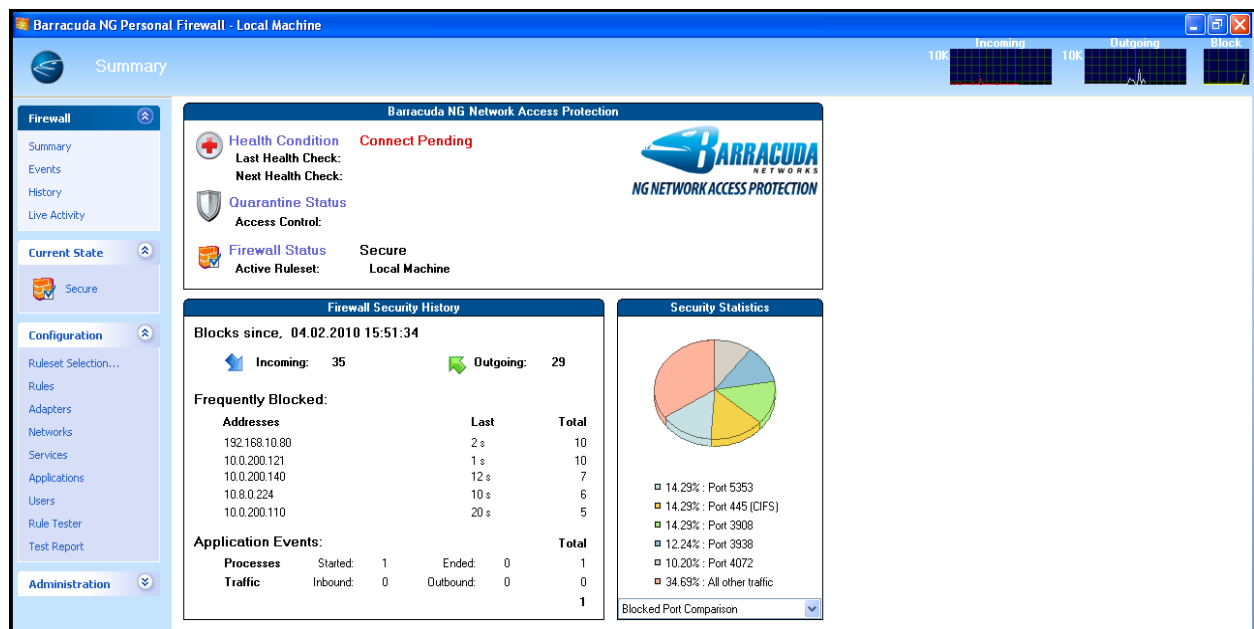 Barracuda NG Personal Firewall - Local Machine
Summary
10K Incoming 10K Outgoing Block
Firewall
Summary
Events
History
Live Activity
Current State
Secure
Configuration
Ruleset Selection...
Rules
Adapters
Networks
Services
Applications
Users
Rule Tester
Test Report
Administration
Barracuda NG Network Access Protection
Health Condition Connect Pending
Last Health Check:
Next Health Check:
Quarantine Status
Access Control:
Firewall Status Secure
Active Ruleset: Local Machine
BARRACUDA
NETWORKS
NG NETWORK ACCESS PROTECTION
Firewall Security History
Blocks since, 04.02.2010 15:51:34
Incoming: 35 Outgoing: 29
Frequently Blocked:
Addresses Last Total
192.168.10.80 2 s 10
10.0.200.121 1 s 10
10.0.200.140 12 s 7
10.8.0.224 10 s 6
10.0.200.110 20 s 5
Application Events: Total
Processes Started: 1 Ended: 0 1
Traffic Inbound: 0 Outbound: 0 0
1
Security Statistics
14.29% : Port 5353
14.29% : Port 445 (CIFS)
14.29% : Port 3908
12.24% : Port 3938
10.20% : Port 4072
34.69% : All other traffic
Blocked Port Comparison